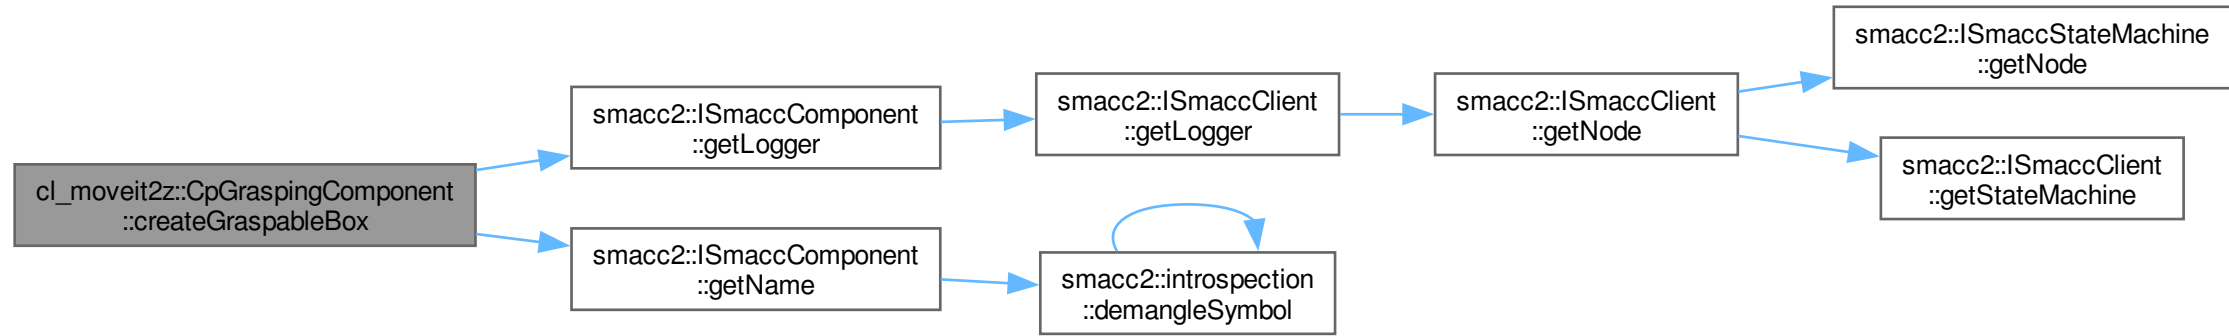 cl_moveit2z::CpGraspingComponent
::createGraspableBox
smacc2::ISmaccComponent
::getLogger
smacc2::ISmaccClient
::getLogger
smacc2::ISmaccClient
::getNode
smacc2::ISmaccStateMachine
::getNode
smacc2::ISmaccClient
::getStateMachine
smacc2::ISmaccComponent
::getName
smacc2::introspection
::demangleSymbol